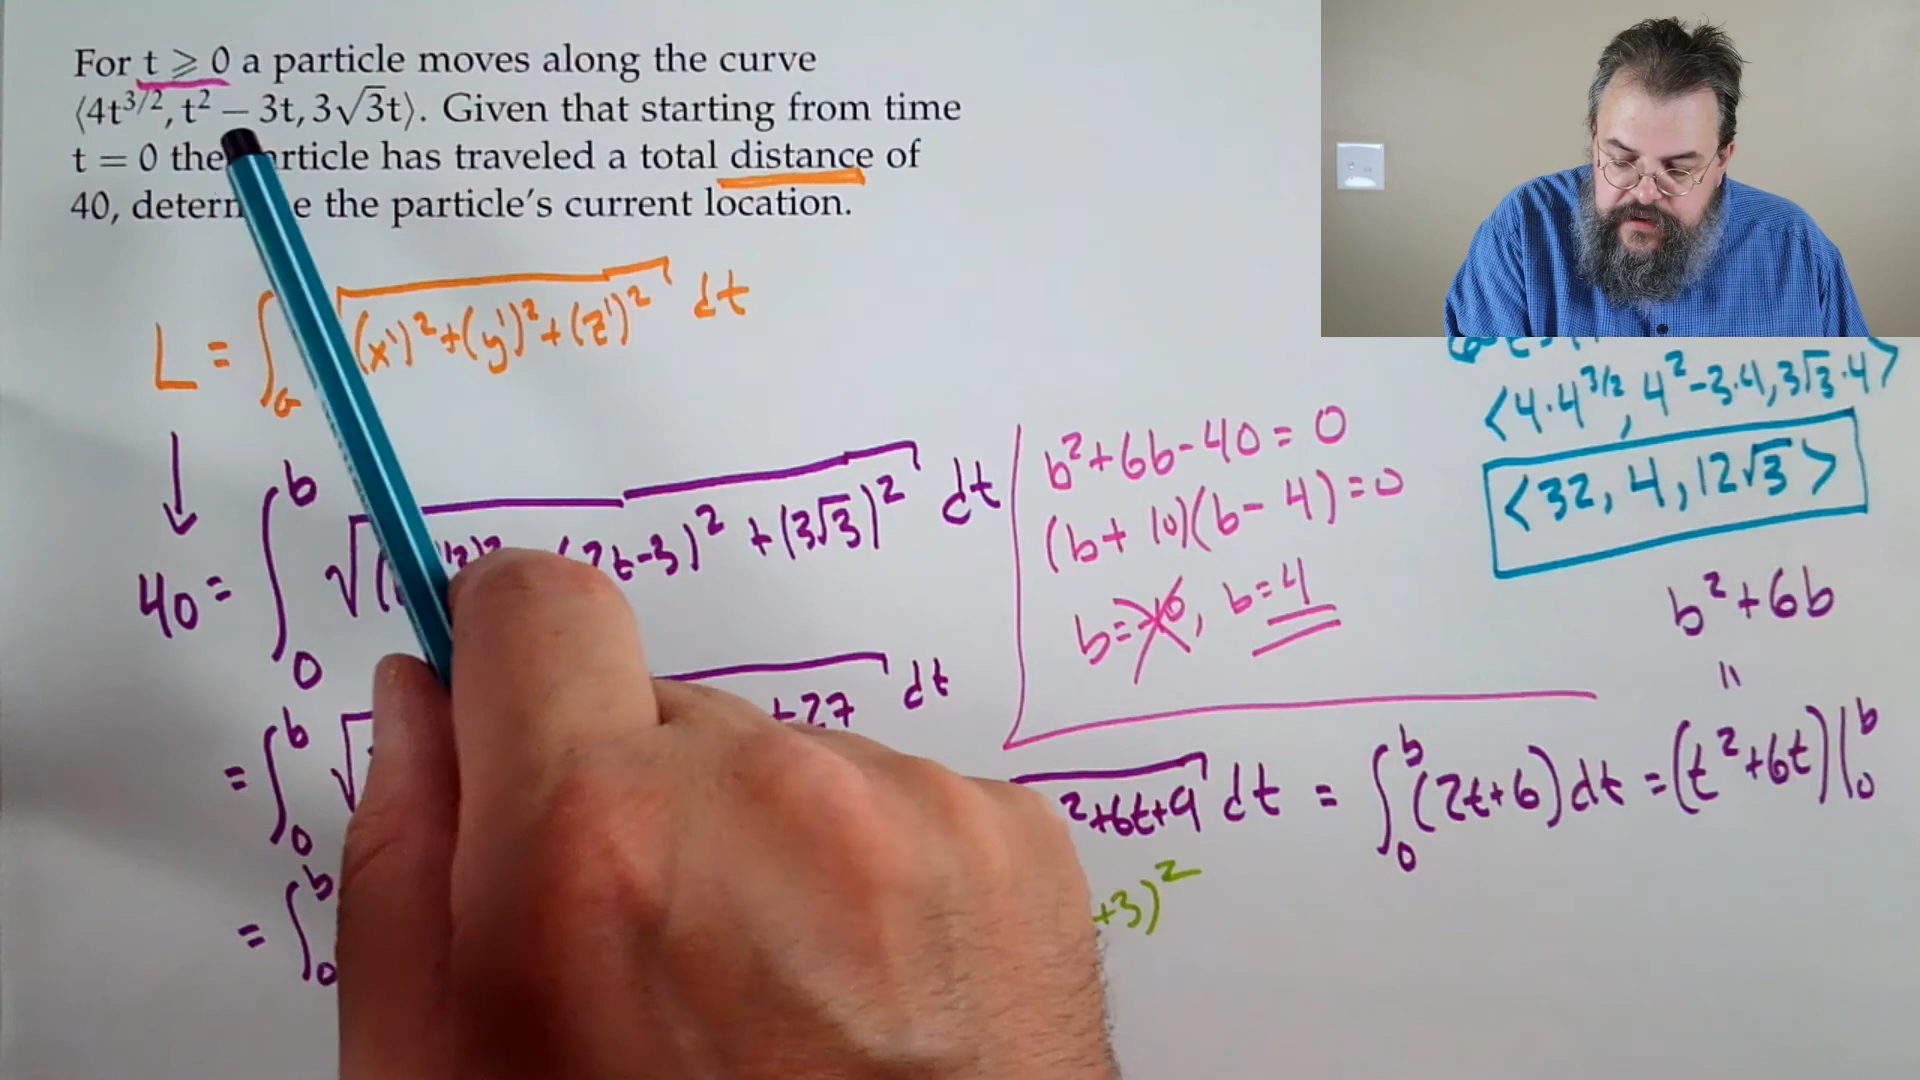 For t ⩾ 0 a particle moves along the curve
⟨4t^{3/2}, t² − 3t, 3√3t⟩. Given that starting from time
t = 0 the particle has traveled a total distance of
40, determine the particle's current location.
L = ∫ √((x')²+(y')²+(z')²) dt
40 = ∫₀ᵇ (2t-3)² + (3√3)² dt
= ∫₀ᵇ √ +27 dt
= ∫₀ᵇ
²+6t+9 dt = ∫₀ᵇ (2t+6) dt = (t²+6t)|₀ᵇ
+3)²
b²+6b-40=0
(b+10)(b-4)=0
b=-10, b=4
⟨4·4^{3/2}, 4²-3·4, 3√3·4⟩
⟨32, 4, 12√3⟩
b²+6b
=